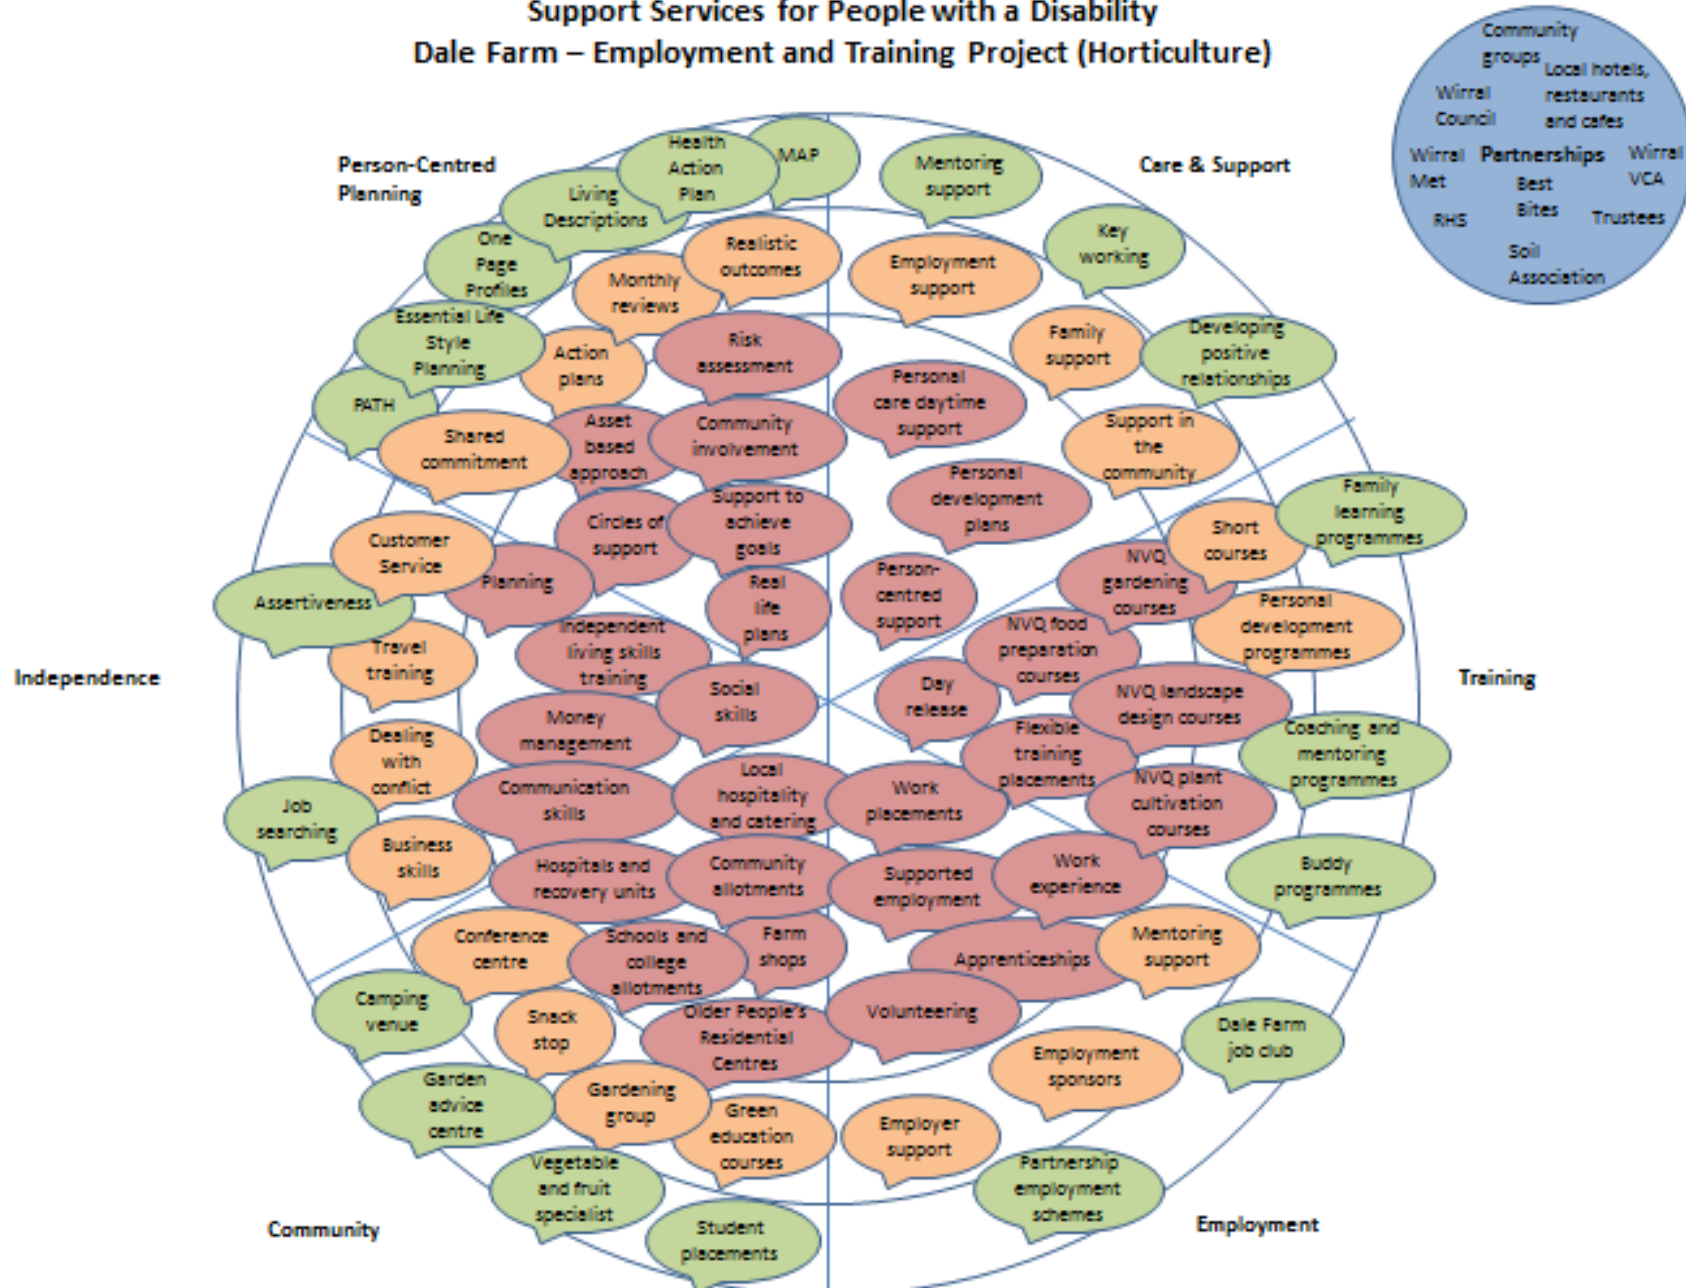 Support Services for People with a Disability
Dale Farm – Employment and Training Project (Horticulture)
Community
groups
Local hotels,
restaurants
and cafes
Wirral
Council
Wirral
Met
Partnerships
Wirral
VCA
Best
Bites
RHS
Trustees
Soil
Association
Person-Centred
Planning
Health
Action
Plan
MAP
Living
Descriptions
One
Page
Profiles
Essential Life
Style
Planning
PATH
Realistic
outcomes
Monthly
reviews
Action
plans
Shared
commitment
Risk
assessment
Asset
based
approach
Community
involvement
Circles of
support
Support to
achieve
goals
Planning
Real
life
plans
Care & Support
Mentoring
support
Key
working
Developing
positive
relationships
Employment
support
Family
support
Support in
the
community
Personal
care daytime
support
Personal
development
plans
Person-
centred
support
Independence
Customer
Service
Assertiveness
Travel
training
Independent
living skills
training
Social
skills
Money
management
Dealing
with
conflict
Communication
skills
Job
searching
Business
skills
Training
Family
learning
programmes
Short
courses
NVQ
gardening
courses
Personal
development
programmes
NVQ food
preparation
courses
Day
release
NVQ landscape
design courses
Flexible
training
placements
Coaching and
mentoring
programmes
NVQ plant
cultivation
courses
Buddy
programmes
Community
Local
hospitality
and catering
Hospitals and
recovery units
Community
allotments
Conference
centre
Schools and
college
allotments
Farm
shops
Camping
venue
Snack
stop
Older People's
Residential
Centres
Garden
advice
centre
Gardening
group
Green
education
courses
Vegetable
and fruit
specialist
Student
placements
Employment
Work
placements
Supported
employment
Work
experience
Apprenticeships
Mentoring
support
Volunteering
Employment
sponsors
Dale Farm
job club
Employer
support
Partnership
employment
schemes